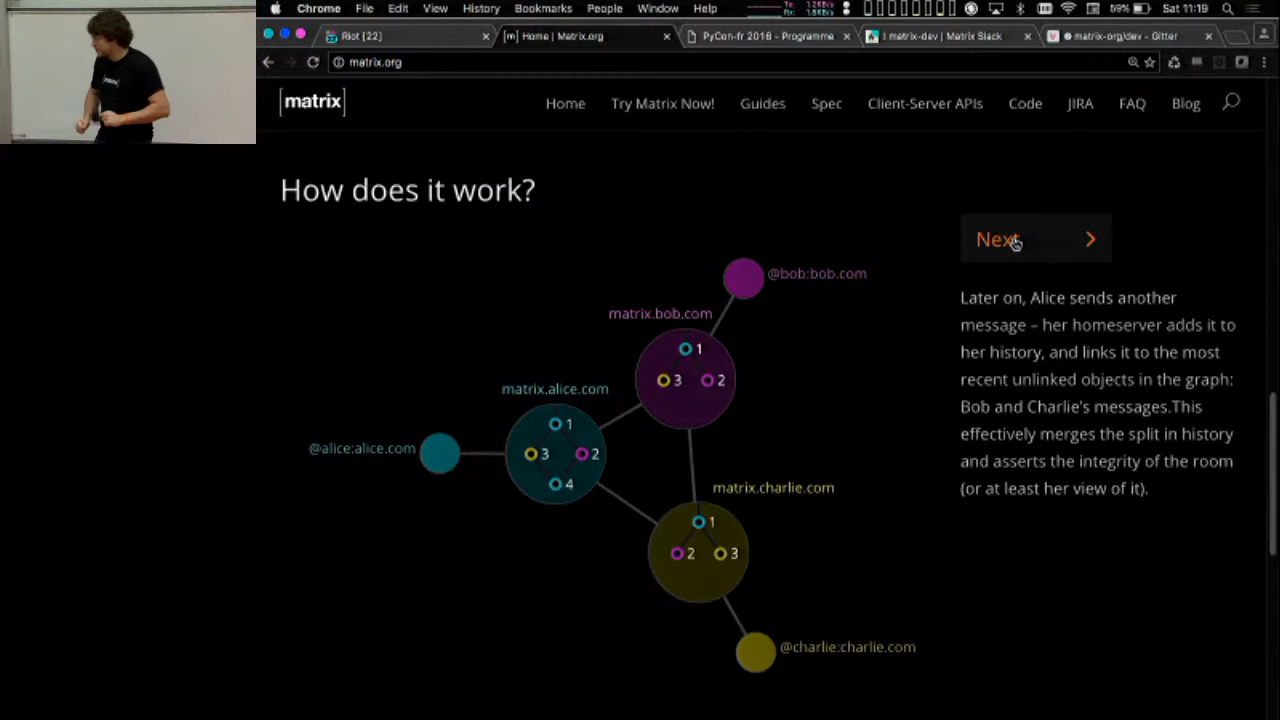 Chrome File Edit View History Bookmarks People Window Help 59% Sat 11:19
Riot [22] Home | Matrix.org PyCon-fr 2016 - Programme ! matrix-dev | Matrix Slack matrix-org/dev - Gitter
matrix.org
[matrix] Home Try Matrix Now! Guides Spec Client-Server APIs Code JIRA FAQ Blog
How does it work?
Next
Later on, Alice sends another
message – her homeserver adds it to
her history, and links it to the most
recent unlinked objects in the graph:
Bob and Charlie's messages.This
effectively merges the split in history
and asserts the integrity of the room
(or at least her view of it).
@bob:bob.com
matrix.bob.com
1
3 2
matrix.alice.com
@alice:alice.com
1
3 2
4
matrix.charlie.com
1
2 3
@charlie:charlie.com